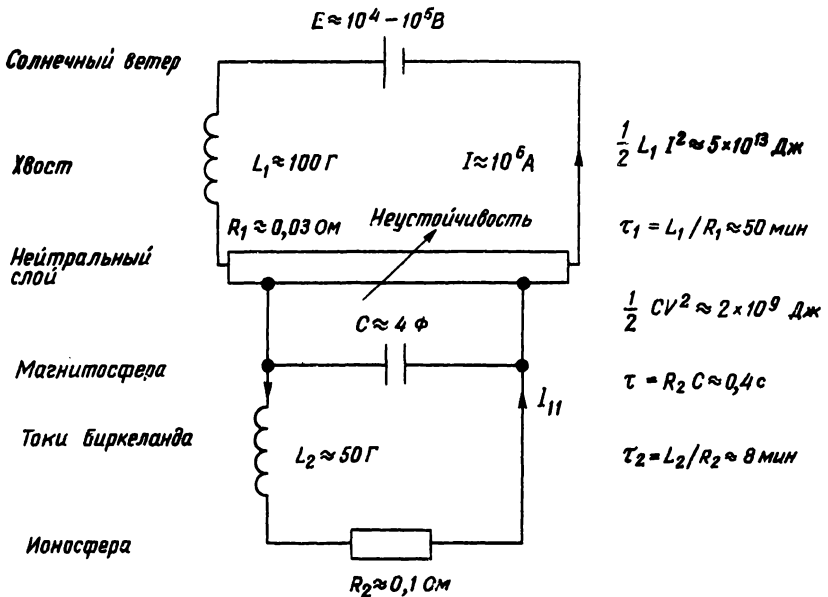 E ≈ 10⁴ – 10⁵ В
Солнечный ветер
Хвост
L₁ ≈ 100 Г
I ≈ 10⁶ А
½ L₁ I² ≈ 5×10¹³ Дж
R₁ ≈ 0,03 Ом
Неустойчивость
τ₁ = L₁ / R₁ ≈ 50 мин
Нейтральный
слой
C ≈ 4 Ф
½ CV² ≈ 2×10⁹ Дж
Магнитосфера
τ = R₂ C ≈ 0,4 с
I₁₁
Токи Биркеланда
L₂ ≈ 50 Г
τ₂ = L₂ / R₂ ≈ 8 мин
Ионосфера
R₂ ≈ 0,1 Ом